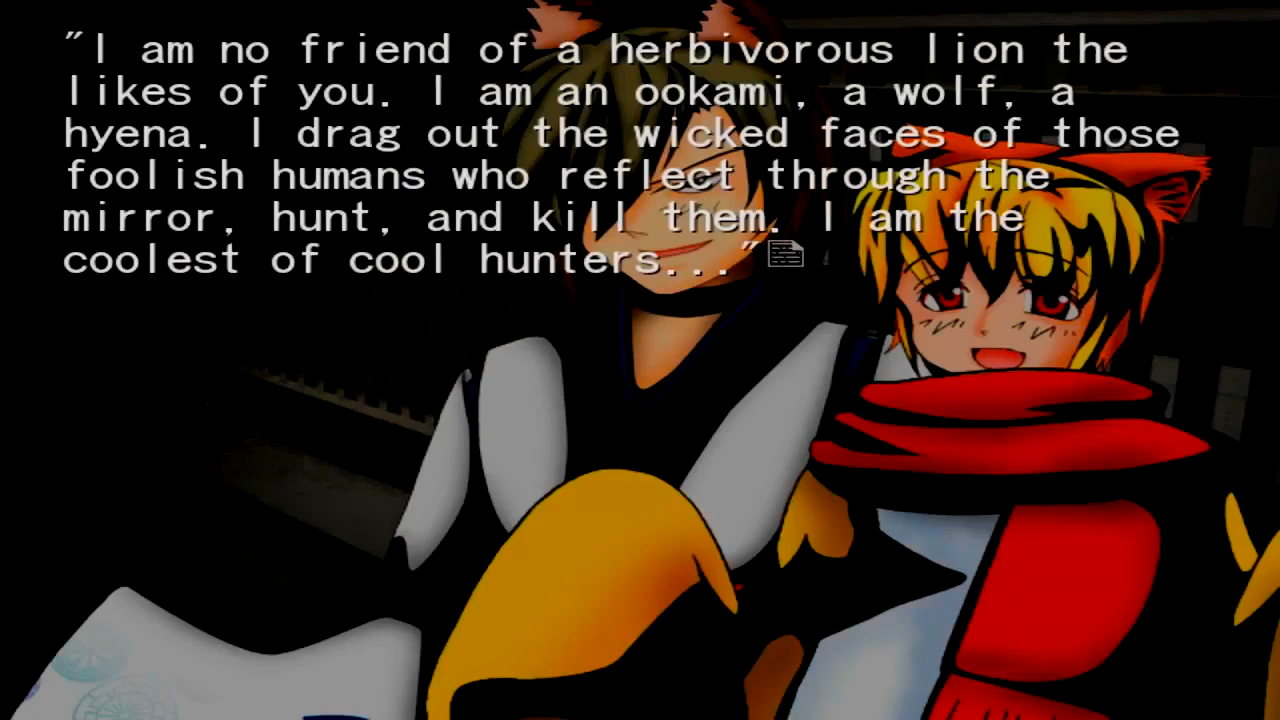 "I am no friend of a herbivorous lion the
likes of you. I am an ookami, a wolf, a
hyena. I drag out the wicked faces of those
foolish humans who reflect through the
mirror, hunt, and kill them. I am the
coolest of cool hunters..."